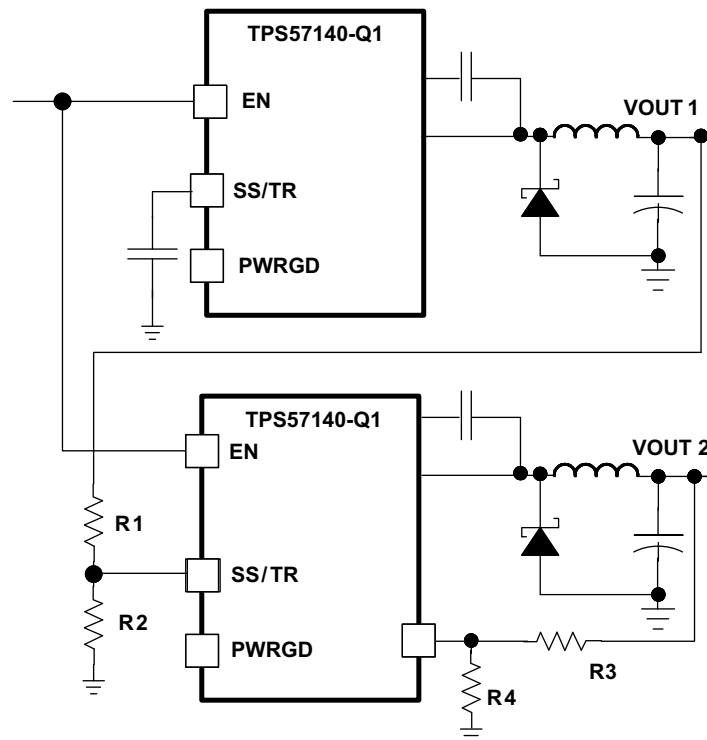 TPS57140-Q1
EN
VOUT 1
SS/TR
PWRGD
TPS57140-Q1
EN
VOUT 2
R1
SS/TR
R2
PWRGD
R3
R4